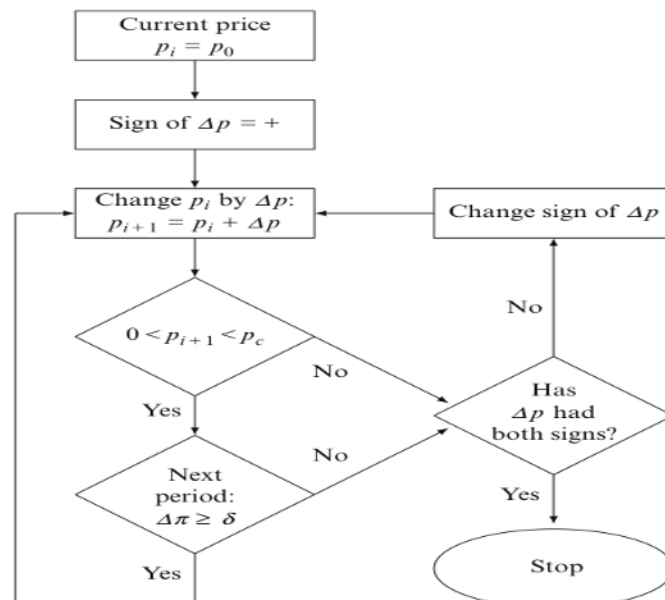 Current price
p_i = p_0
Sign of Δp = +
Change p_i by Δp:
p_{i+1} = p_i + Δp
Change sign of Δp
No
0 < p_{i+1} < p_c
No
Has
Δp had
both signs?
Yes
No
Next
period:
Δπ ≥ δ
Yes
Stop
Yes